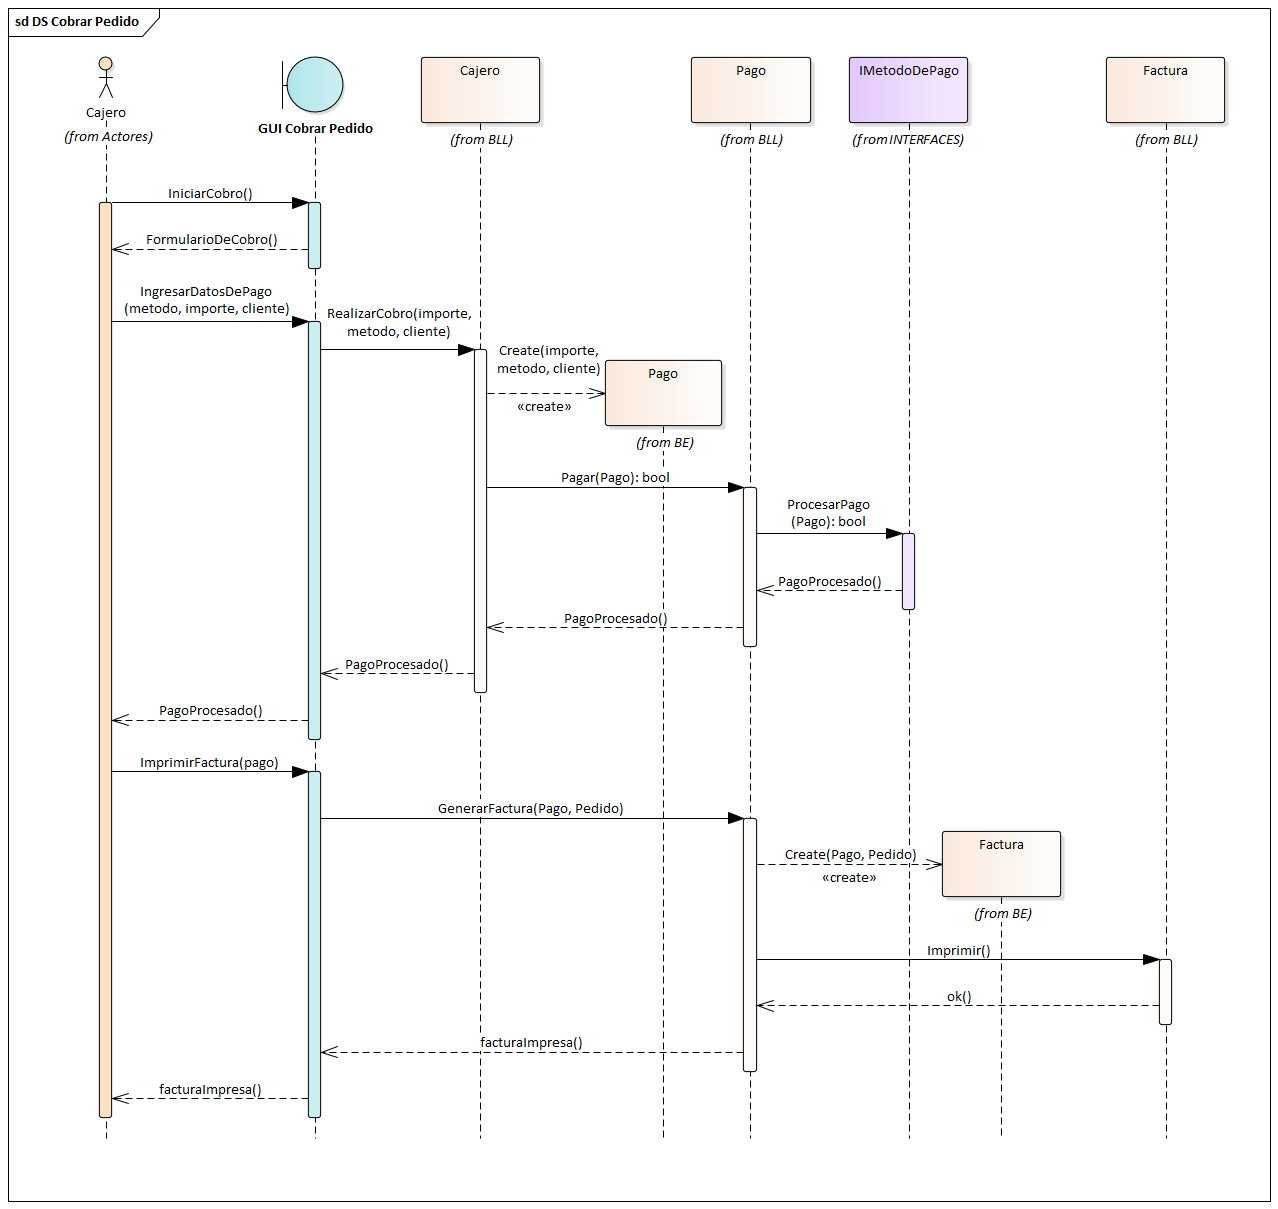 sd DS Cobrar Pedido
Cajero
(from Actores)
GUI Cobrar Pedido
Cajero
(from BLL)
Pago
(from BLL)
IMetodoDePago
(from INTERFACES)
Factura
(from BLL)
IniciarCobro()
FormularioDeCobro()
IngresarDatosDePago
(metodo, importe, cliente)
RealizarCobro(importe,
metodo, cliente)
Create(importe,
metodo, cliente)
«create»
Pago
(from BE)
Pagar(Pago): bool
ProcesarPago
(Pago): bool
PagoProcesado()
PagoProcesado()
PagoProcesado()
PagoProcesado()
ImprimirFactura(pago)
GenerarFactura(Pago, Pedido)
Create(Pago, Pedido)
«create»
Factura
(from BE)
Imprimir()
ok()
facturaImpresa()
facturaImpresa()